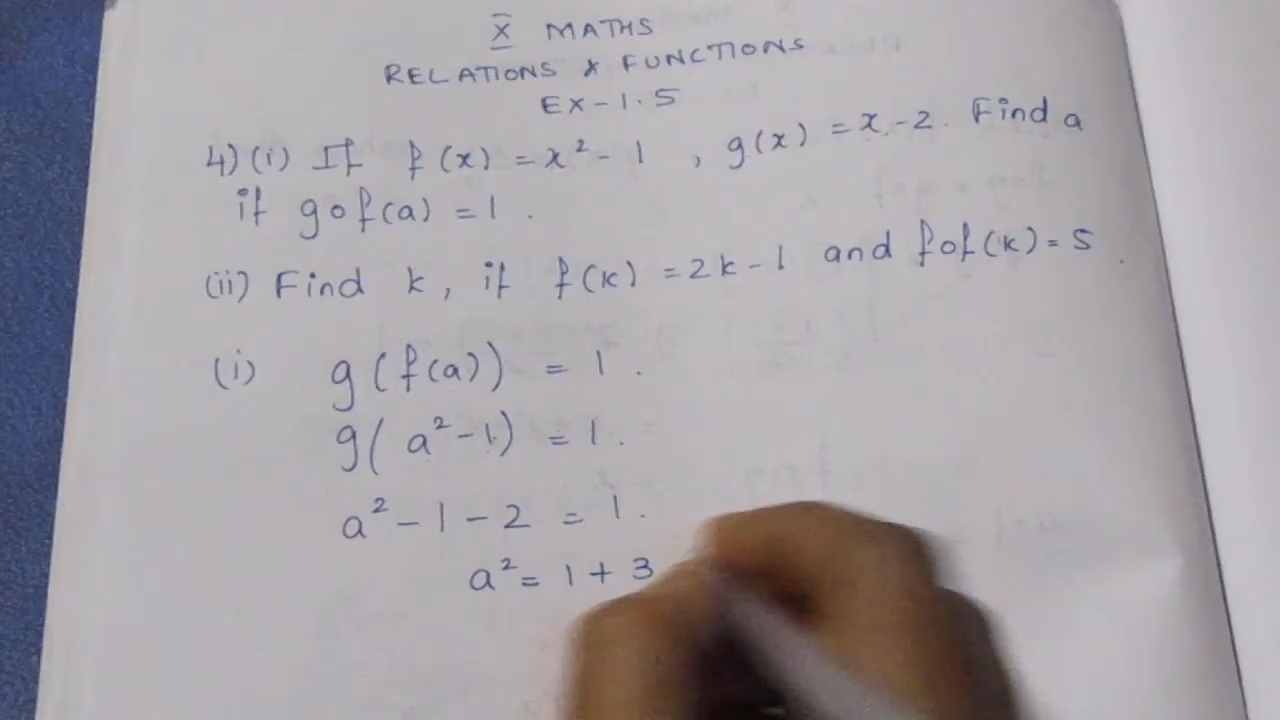 X MATHS
RELATIONS & FUNCTIONS
EX-1.5
4) (i) If f(x) = x² - 1 , g(x) = x - 2. Find a
if gof(a) = 1 .
(ii) Find k, if f(k) = 2k - 1 and fof(k) = 5 .
(i) g(f(a)) = 1 .
g(a² - 1) = 1 .
a² - 1 - 2 = 1 .
a² = 1 + 3